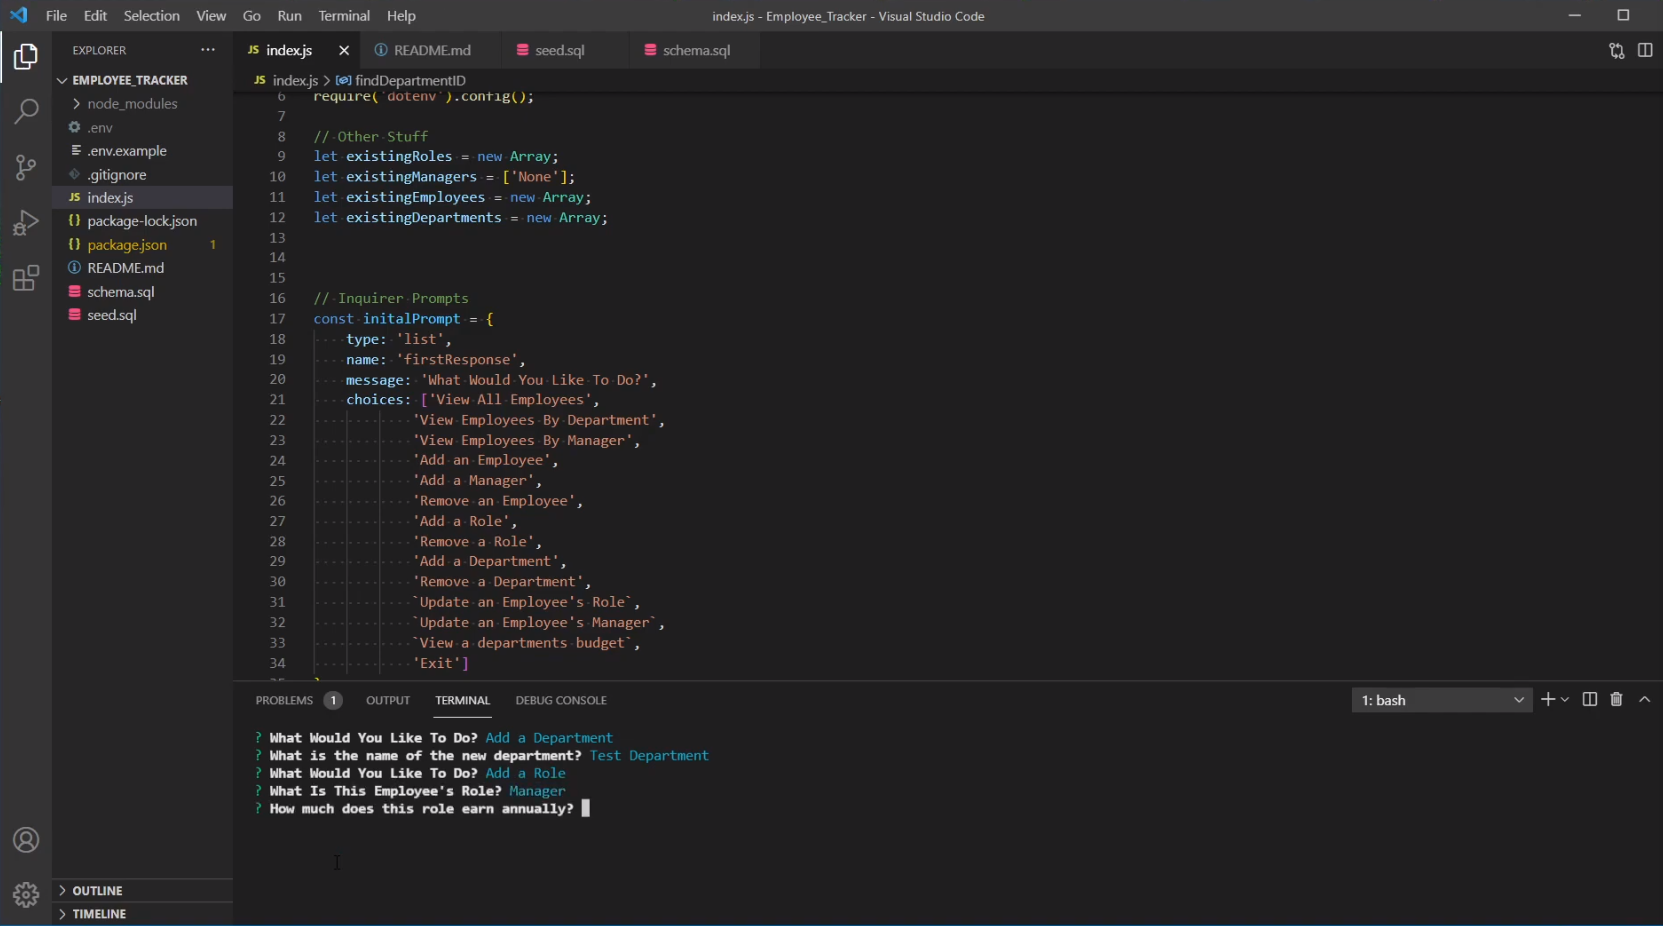 File Edit Selection View Go Run Terminal Help index.js - Employee_Tracker - Visual Studio Code
EXPLORER
EMPLOYEE_TRACKER
node_modules
.env
.env.example
.gitignore
JS index.js
{} package-lock.json
{} package.json 1
README.md
schema.sql
seed.sql
OUTLINE
TIMELINE
JS index.js README.md seed.sql schema.sql
JS index.js > findDepartmentID
6 require('dotenv').config();
7
8 // Other Stuff
9 let existingRoles = new Array;
10 let existingManagers = ['None'];
11 let existingEmployees = new Array;
12 let existingDepartments = new Array;
13
14
15
16 // Inquirer Prompts
17 const initalPrompt = {
18 type: 'list',
19 name: 'firstResponse',
20 message: 'What Would You Like To Do?',
21 choices: ['View All Employees',
22 'View Employees By Department',
23 'View Employees By Manager',
24 'Add an Employee',
25 'Add a Manager',
26 'Remove an Employee',
27 'Add a Role',
28 'Remove a Role',
29 'Add a Department',
30 'Remove a Department',
31 `Update an Employee's Role`,
32 `Update an Employee's Manager`,
33 `View a departments budget`,
34 'Exit']
PROBLEMS 1 OUTPUT TERMINAL DEBUG CONSOLE 1: bash
? What Would You Like To Do? Add a Department
? What is the name of the new department? Test Department
? What Would You Like To Do? Add a Role
? What Is This Employee's Role? Manager
? How much does this role earn annually?